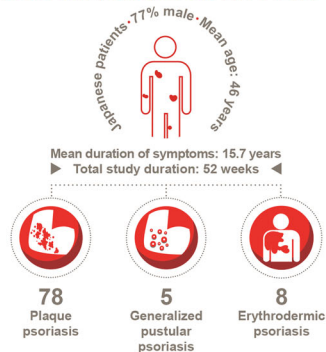 Japanese patients • 77% male • Mean age: 46 years
Mean duration of symptoms: 15.7 years
Total study duration: 52 weeks
78
Plaque
psoriasis
5
Generalized
pustular
psoriasis
8
Erythrodermic
psoriasis